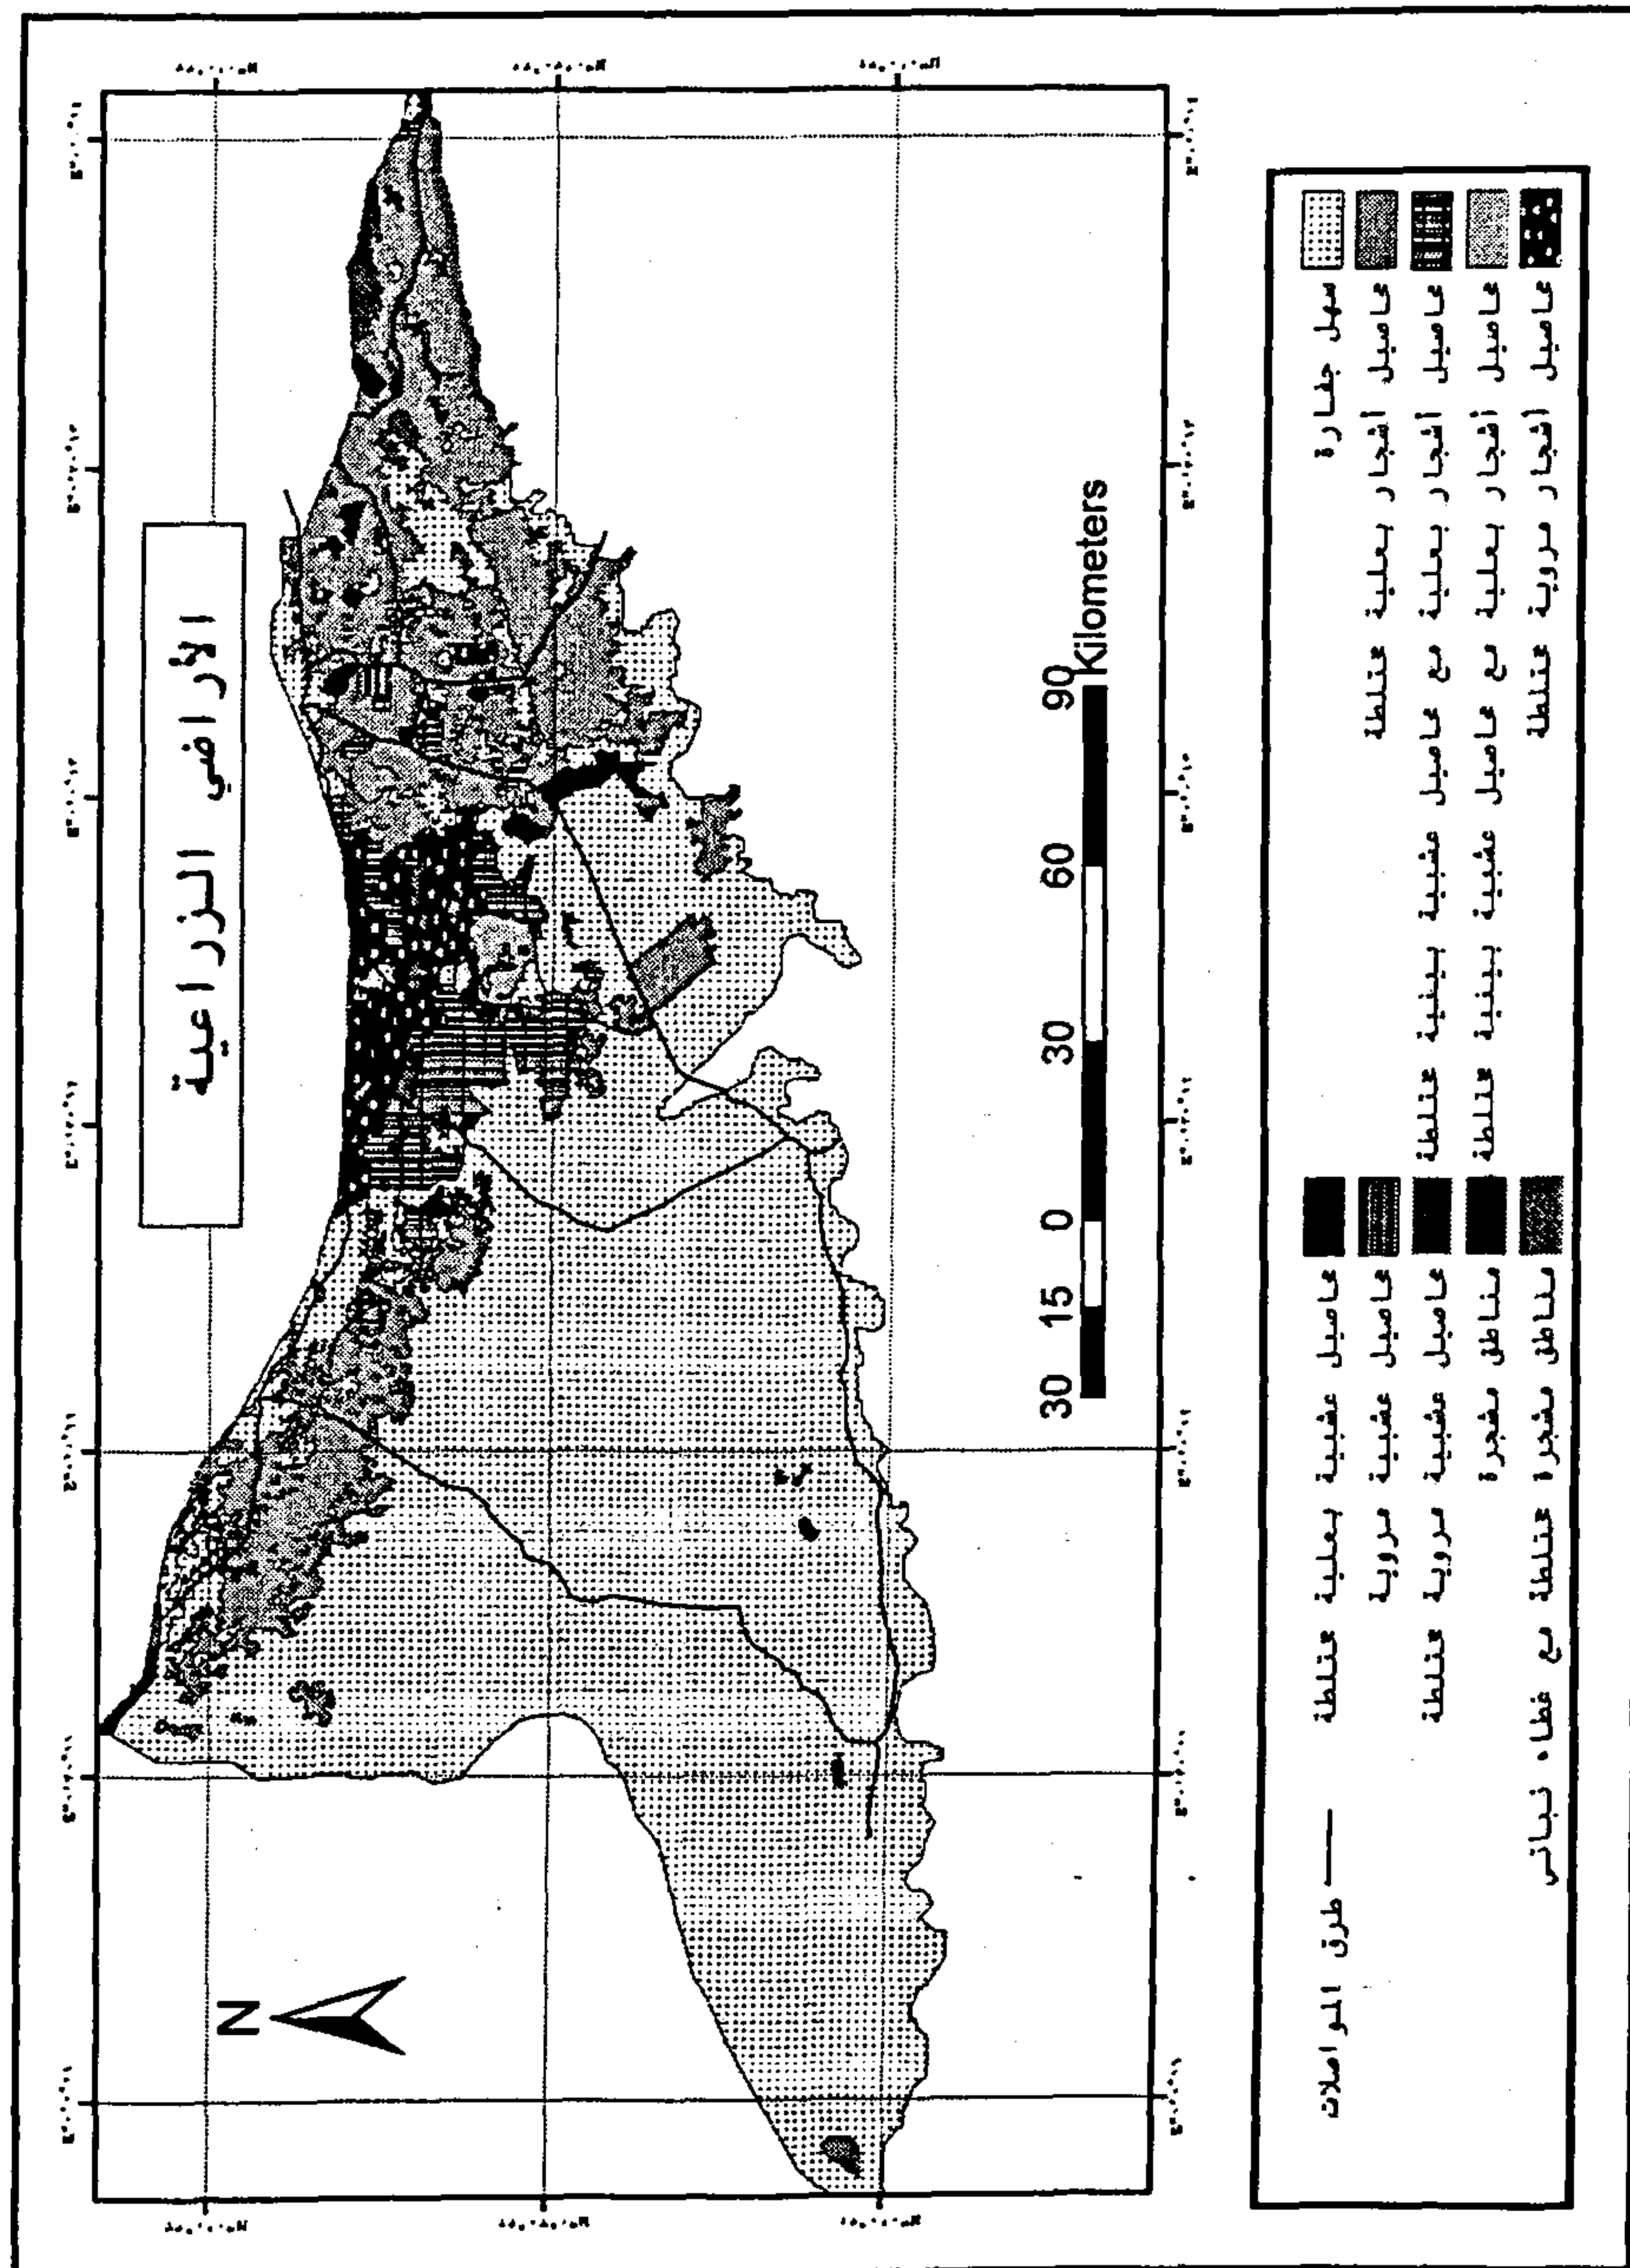 الأراضي الزراعية
N
30 15 0 30 60 90 Kilometers
سهل جفارة
محاصيل أشجار بعلية مختلطة
محاصيل أشجار بعلية مع محاصيل عشبية بينية مختلطة
محاصيل أشجار بعلية مع محاصيل عشبية بينية مختلطة
محاصيل أشجار مروية مختلطة
محاصيل عشبية بعلية مختلطة
محاصيل عشبية مروية
محاصيل عشبية مروية مختلطة
مناطق مشجرة
مناطق مشجرة مختلطة مع غطاء نباتي
طرق المواصلات